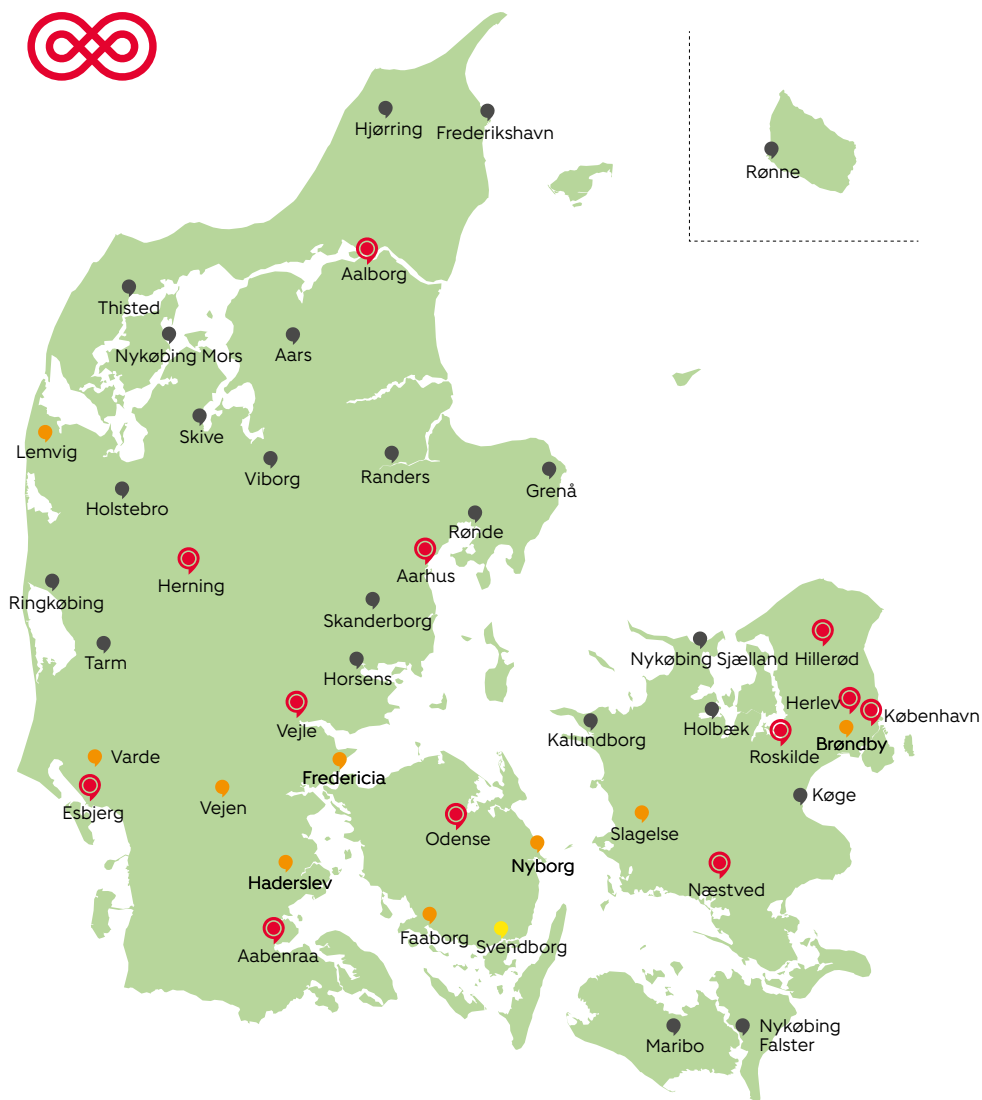 Hjørring
Frederikshavn
Rønne
Aalborg
Thisted
Nykøbing Mors
Aars
Skive
Lemvig
Viborg
Randers
Grenå
Holstebro
Rønde
Herning
Aarhus
Ringkøbing
Skanderborg
Tarm
Nykøbing Sjælland
Hillerød
Horsens
Herlev
København
Vejle
Holbæk
Kalundborg
Brøndby
Roskilde
Varde
Fredericia
Køge
Esbjerg
Vejen
Slagelse
Odense
Nyborg
Haderslev
Næstved
Faaborg
Svendborg
Aabenraa
Nykøbing
Falster
Maribo